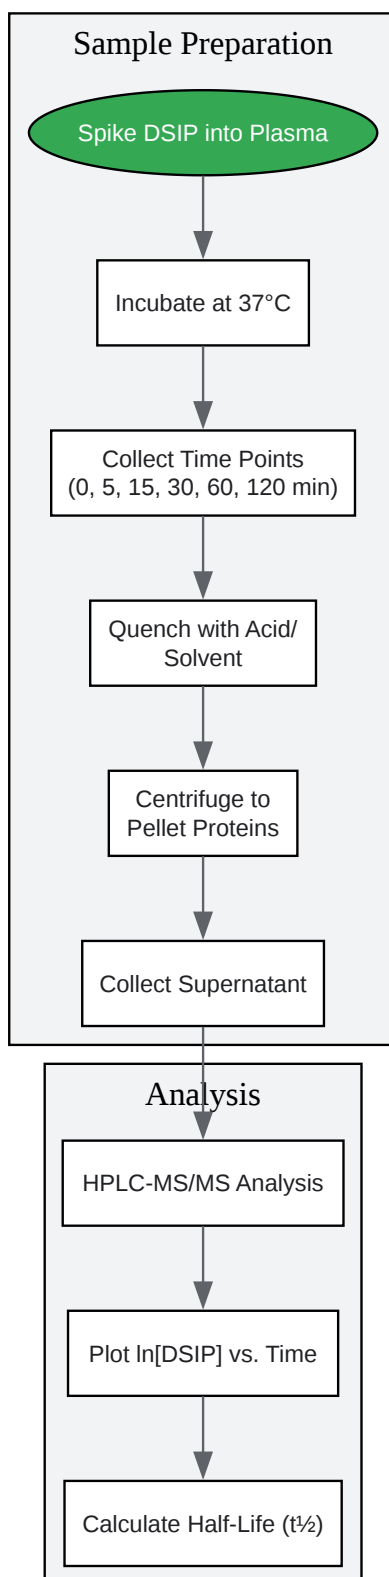 Sample Preparation
Spike DSIP into Plasma
Incubate at 37°C
Collect Time Points
(0, 5, 15, 30, 60, 120 min)
Quench with Acid/
Solvent
Centrifuge to
Pellet Proteins
Collect Supernatant
Analysis
HPLC-MS/MS Analysis
Plot ln[DSIP] vs. Time
Calculate Half-Life (t½)